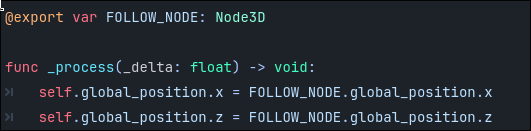 @export var FOLLOW_NODE: Node3D
func _process(_delta: float) -> void:
self.global_position.x = FOLLOW_NODE.global_position.x
self.global_position.z = FOLLOW_NODE.global_position.z